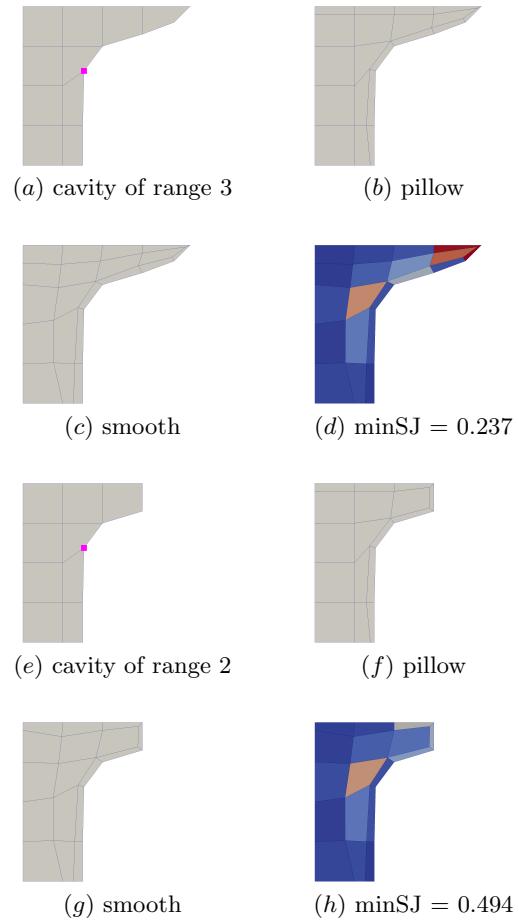 (a) cavity of range 3
(b) pillow
(c) smooth
(d) minSJ = 0.237
(e) cavity of range 2
(f) pillow
(g) smooth
(h) minSJ = 0.494